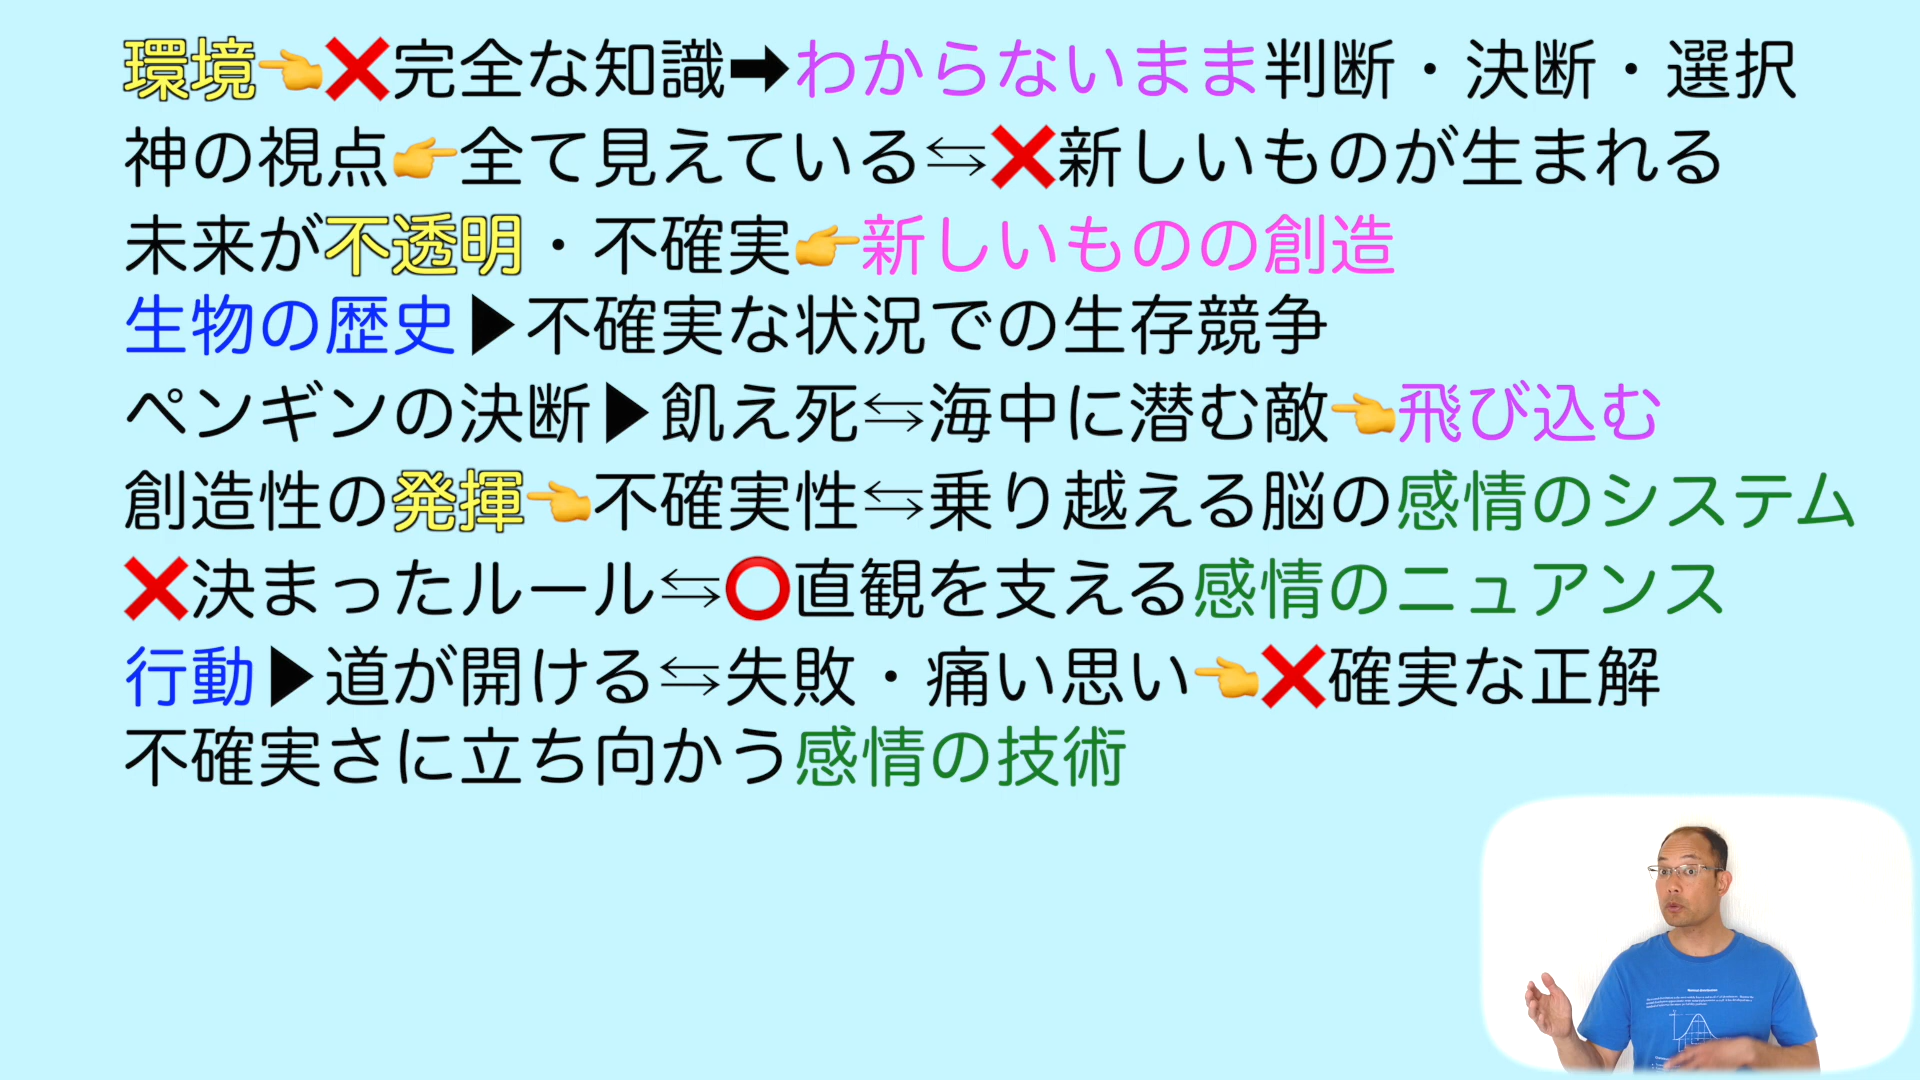 環境👈❌完全な知識➡わからないまま判断・決断・選択
神の視点👉全て見えている⇆❌新しいものが生まれる
未来が不透明・不確実👉新しいものの創造
生物の歴史▶不確実な状況での生存競争
ペンギンの決断▶飢え死⇆海中に潜む敵👈飛び込む
創造性の発揮👈不確実性⇆乗り越える脳の感情のシステム
❌決まったルール⇆⭕直観を支える感情のニュアンス
行動▶道が開ける⇆失敗・痛い思い👈❌確実な正解
不確実さに立ち向かう感情の技術